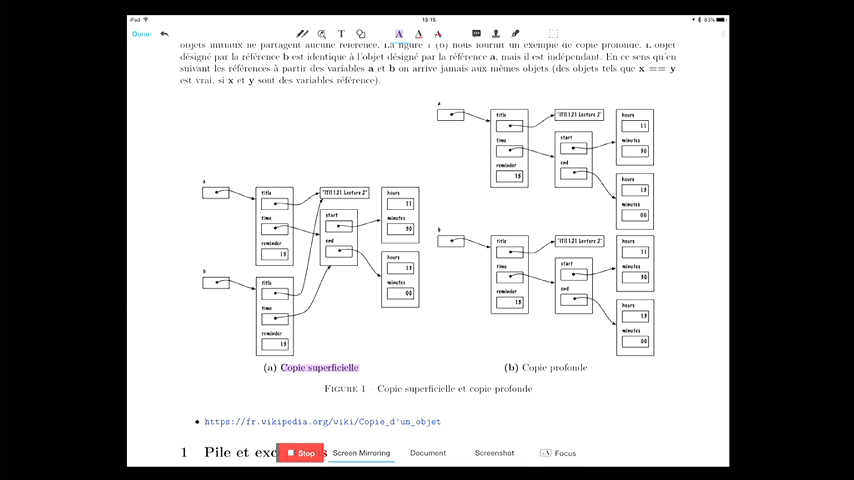 iPad
13:15
83%
Done
T
A
A
A
objets initiaux ne partagent aucune référence. La figure 1 (b) nous fournit un exemple de copie profonde. L'objet
désigné par la référence b est identique à l'objet désigné par la référence a, mais il est indépendant. En ce sens qu'en
suivant les références à partir des variables a et b on arrive jamais aux mêmes objets (des objets tels que x == y
est vrai, si x et y sont des variables référence).
a
title
time
reminder
15
"ITI1121 Lecture 2"
start
end
hours
11
minutes
30
hours
13
minutes
00
b
title
time
reminder
15
(a) Copie superficielle
a
title
time
reminder
15
"ITI1121 Lecture 2"
start
end
hours
11
minutes
30
hours
13
minutes
00
b
title
time
reminder
15
"ITI1121 Lecture 2"
start
end
hours
11
minutes
30
hours
13
minutes
00
(b) Copie profonde
FIGURE 1 – Copie superficielle et copie profonde
• https://fr.wikipedia.org/wiki/Copie_d'un_objet
1 Pile et exc s
Stop
Screen Mirroring
Document
Screenshot
A Focus